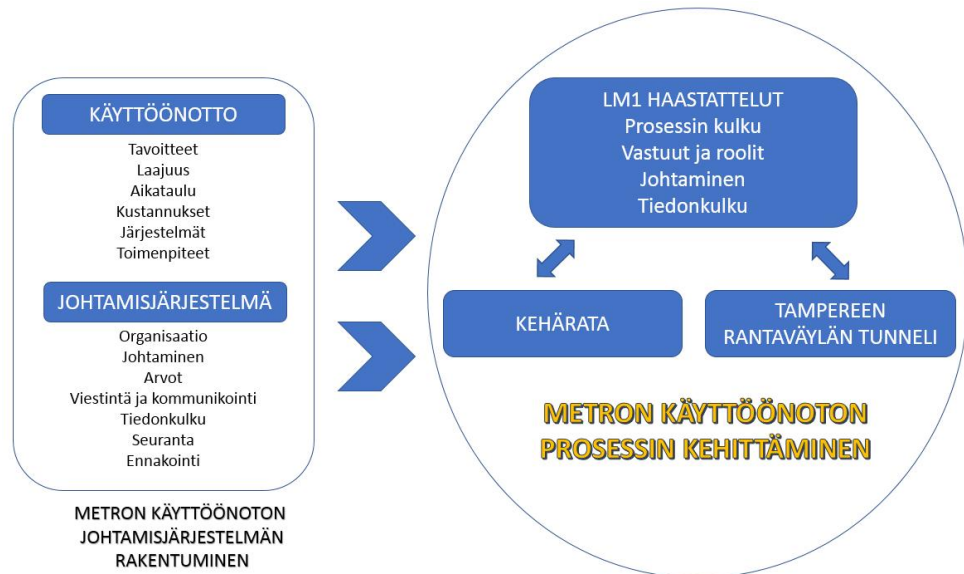 KÄYTTÖÖNOTTO
Tavoitteet
Laajuus
Aikataulu
Kustannukset
Järjestelmät
Toimenpiteet
JOHTAMISJÄRJESTELMÄ
Organisaatio
Johtaminen
Arvot
Viestintä ja kommunikointi
Tiedonkulku
Seuranta
Ennakointi
METRON KÄYTTÖÖNOTON
JOHTAMISJÄRJESTELMÄN
RAKENTUMINEN
LM1 HAASTATTELUT
Prosessin kulku
Vastuut ja roolit
Johtaminen
Tiedonkulku
KEHÄRATA
TAMPEREEN
RANTAVÄYLÄN TUNNELI
METRON KÄYTTÖÖNOTON
PROSESSIN KEHITTÄMINEN